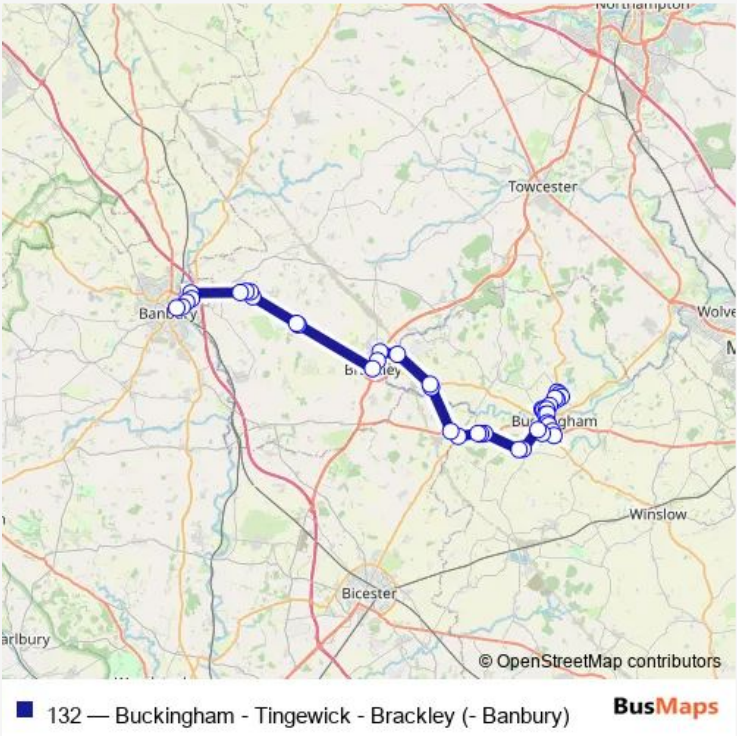 Northampton
Towcester
Wolve
M
Banbury
Brackley
Buckingham
Winslow
Bicester
arlbury
© OpenStreetMap contributors
132 — Buckingham - Tingewick - Brackley (- Banbury)
BusMaps